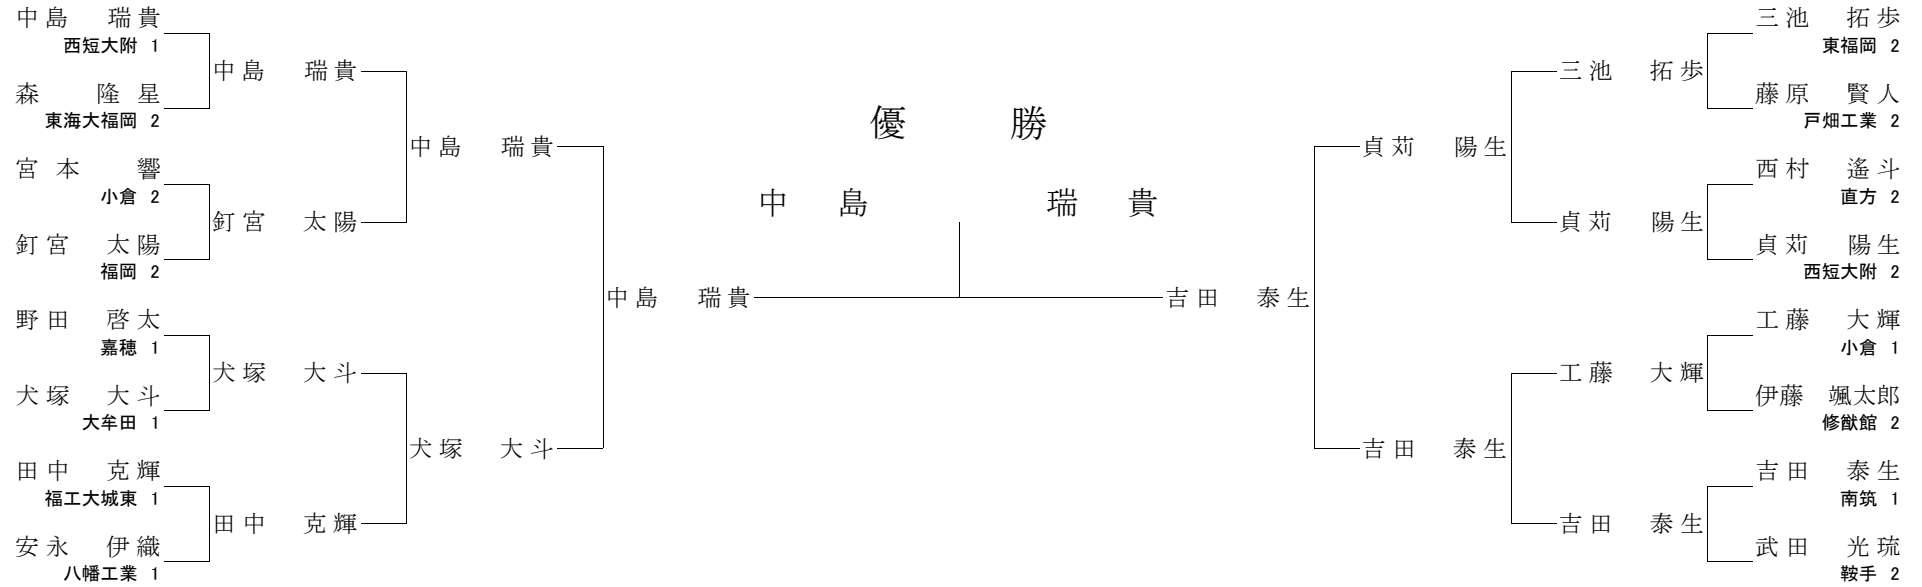 中島 瑞貴
西短大附 1
森 隆星
東海大福岡 2
宮本 響
小倉 2
釘宮 太陽
福岡 2
野田 啓太
嘉穂 1
犬塚 大斗
大牟田 1
田中 克輝
福工大城東 1
安永 伊織
八幡工業 1
中島 瑞貴
釘宮 太陽
犬塚 大斗
田中 克輝
中島 瑞貴
犬塚 大斗
中島 瑞貴
優勝
中島 瑞貴
吉田 泰生
貞苅 陽生
吉田 泰生
三池 拓歩
貞苅 陽生
工藤 大輝
吉田 泰生
三池 拓歩
東福岡 2
藤原 賢人
戸畑工業 2
西村 遙斗
直方 2
貞苅 陽生
西短大附 2
工藤 大輝
小倉 1
伊藤 颯太郎
修猷館 2
吉田 泰生
南筑 1
武田 光琉
鞍手 2